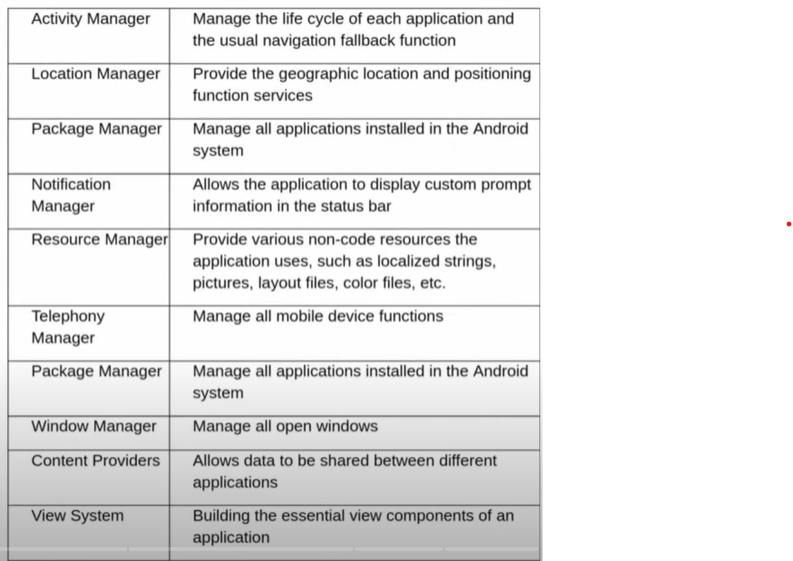 Activity Manager
Manage the life cycle of each application and
the usual navigation fallback function
Location Manager
Provide the geographic location and positioning
function services
Package Manager
Manage all applications installed in the Android
system
Notification
Manager
Allows the application to display custom prompt
information in the status bar
Resource Manager
Provide various non-code resources the
application uses, such as localized strings,
pictures, layout files, color files, etc.
Telephony
Manager
Manage all mobile device functions
Package Manager
Manage all applications installed in the Android
system
Window Manager
Manage all open windows
Content Providers
Allows data to be shared between different
applications
View System
Building the essential view components of an
application